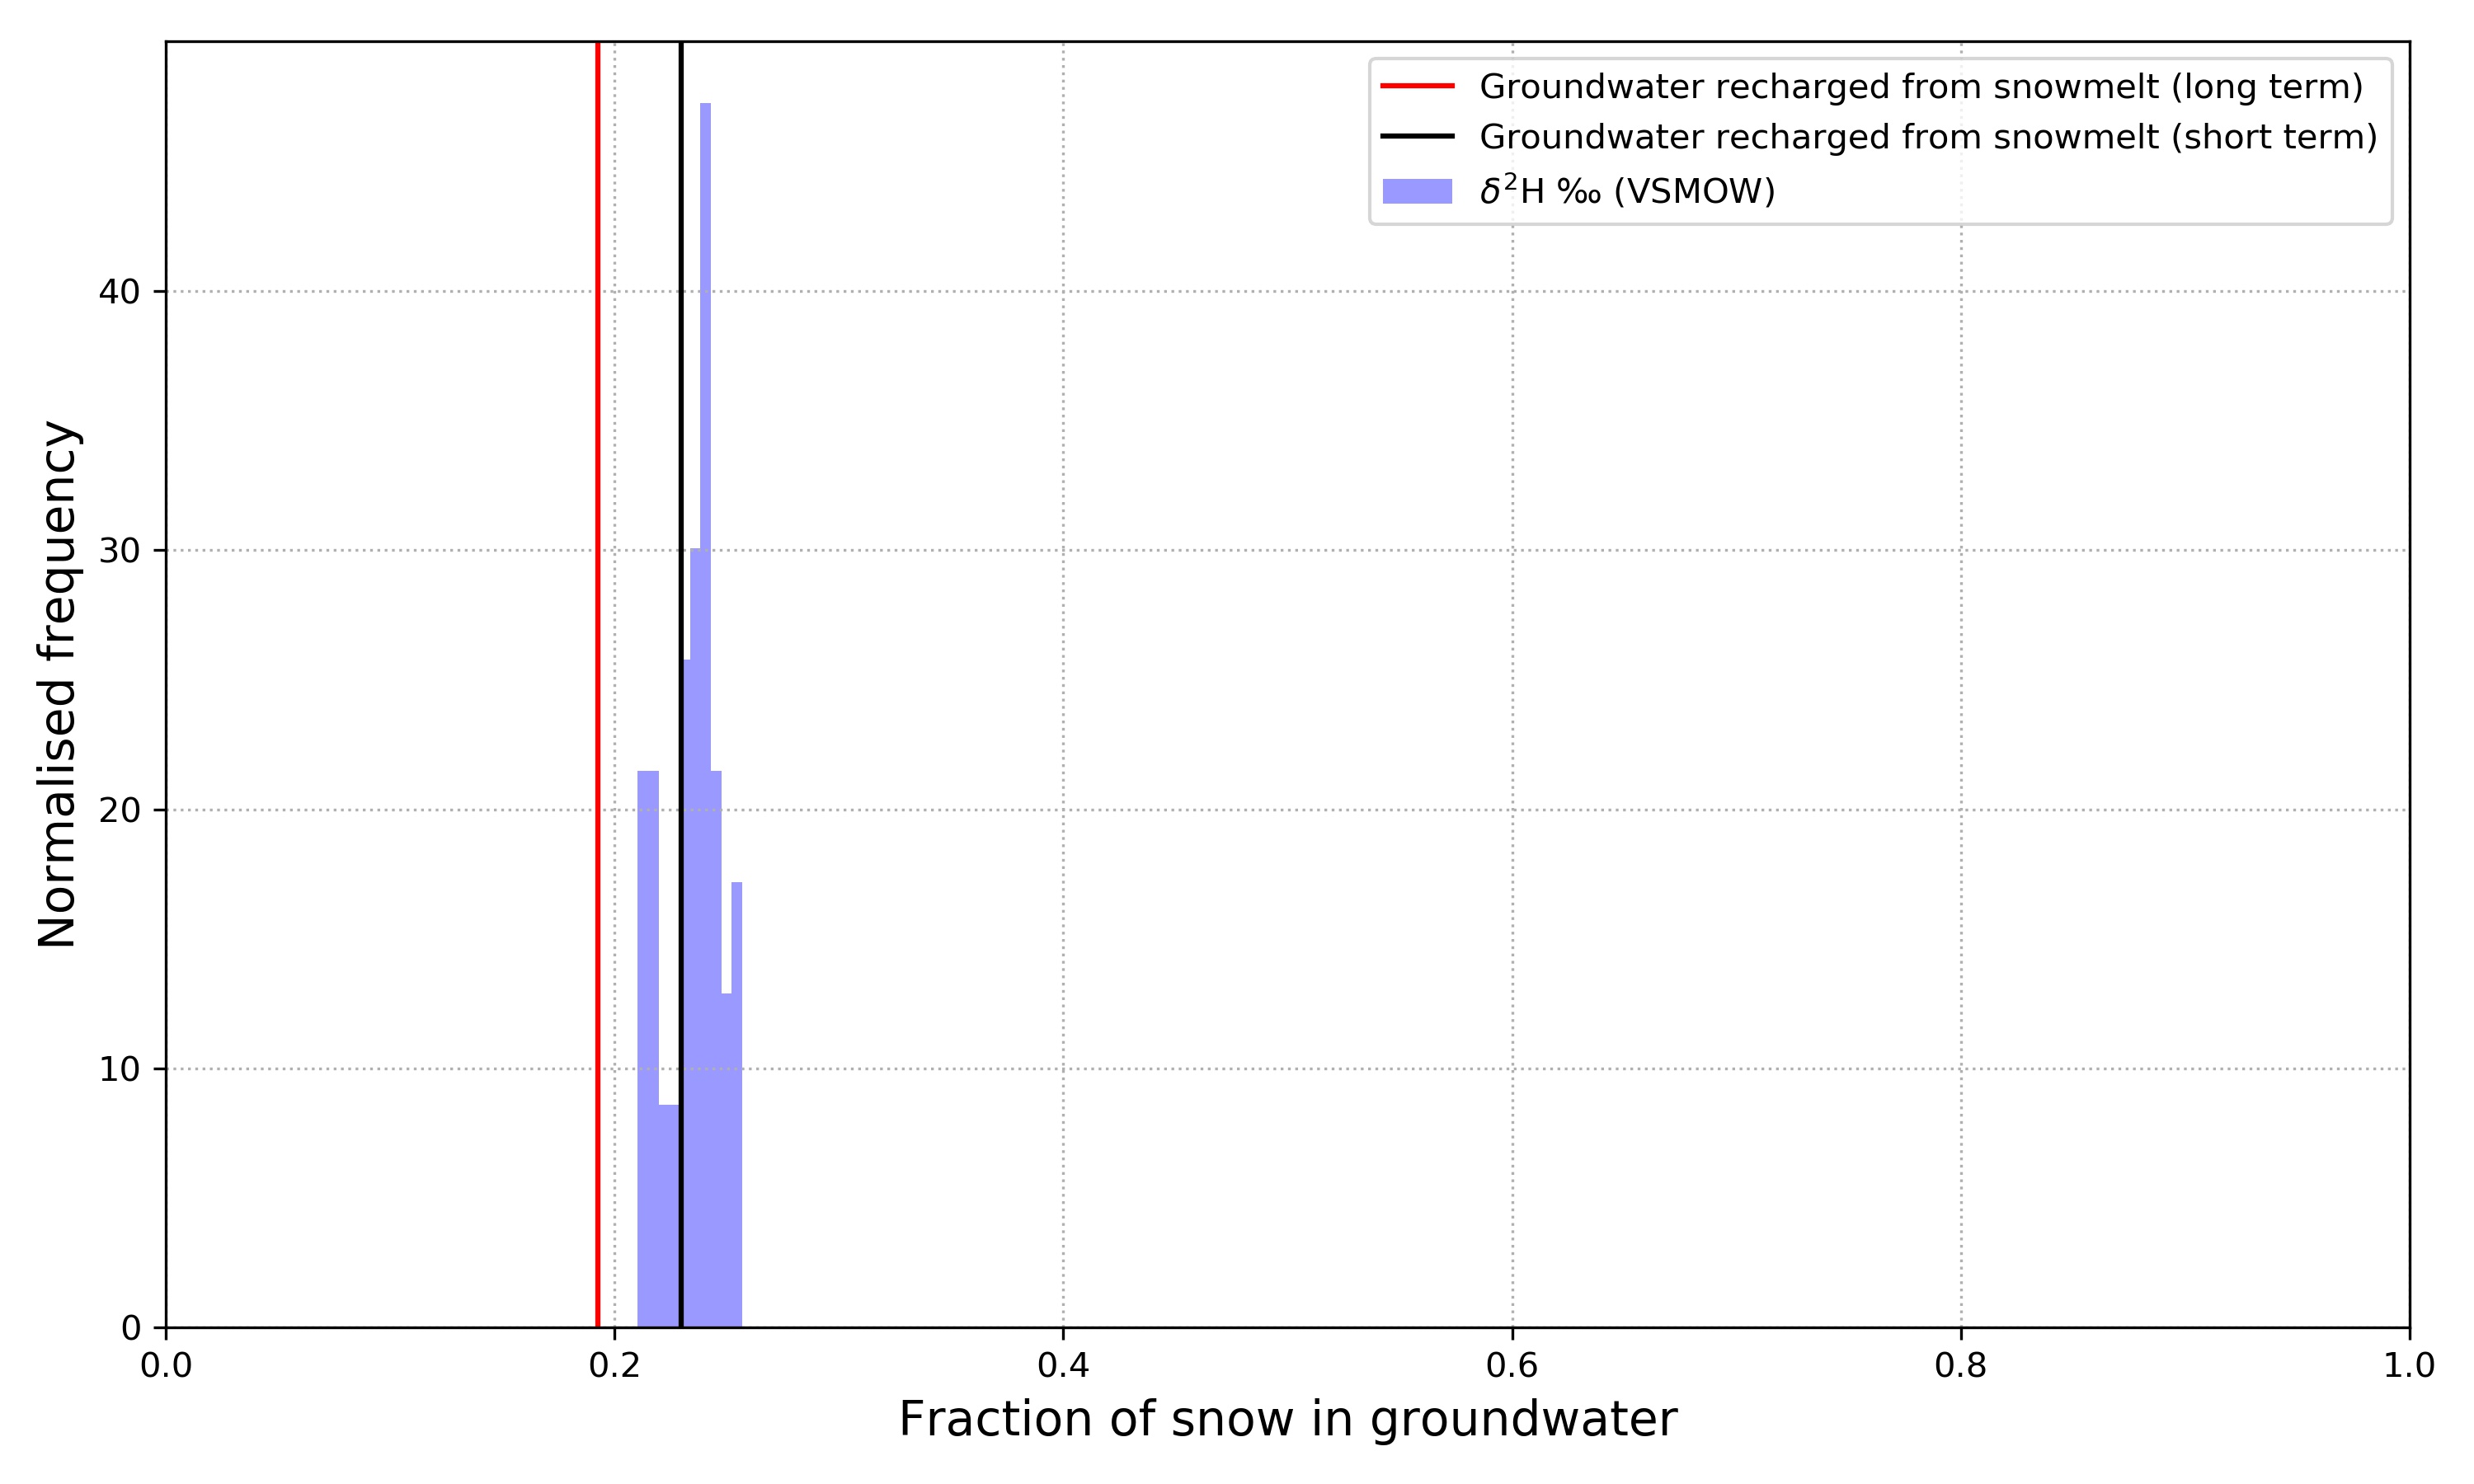 Groundwater recharged from snowmelt (long term)
Groundwater recharged from snowmelt (short term)
δ²H ‰ (VSMOW)
Normalised frequency
40
30
20
10
0
0.0 0.2 0.4 0.6 0.8 1.0
Fraction of snow in groundwater